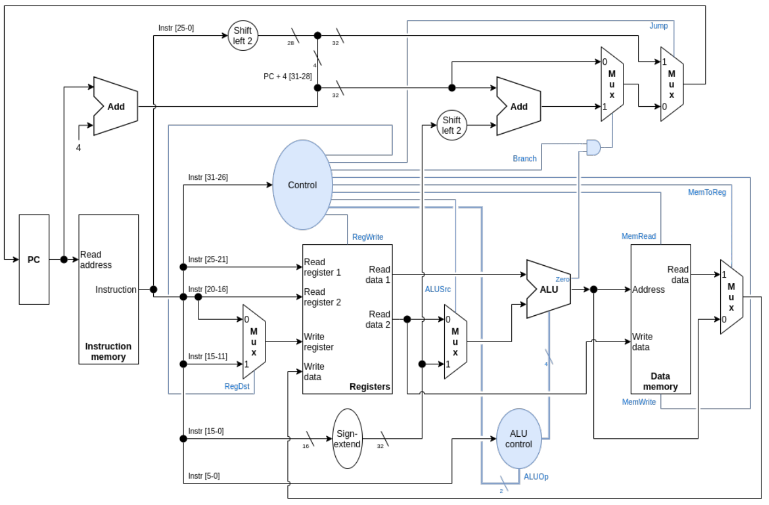 Instr [25-0]
Shift
left 2
28
32
Jump
4
PC + 4 [31-28]
32
0
M
u
x
1
1
M
u
x
0
Add
4
Add
Shift
left 2
Branch
Instr [31-26]
Control
MemToReg
RegWrite
MemRead
PC
Read
address
Instruction
Instruction
memory
Instr [25-21]
Read
register 1
Read
data 1
Instr [20-16]
Read
register 2
Read
data 2
Write
register
Write
data
Registers
0
M
u
x
1
Instr [15-11]
RegDst
ALUSrc
0
M
u
x
1
ALU
Zero
4
Read
data
Address
Write
data
Data
memory
MemWrite
1
M
u
x
0
Instr [15-0]
16
Sign-
extend
32
ALU
control
Instr [5-0]
ALUOp
2